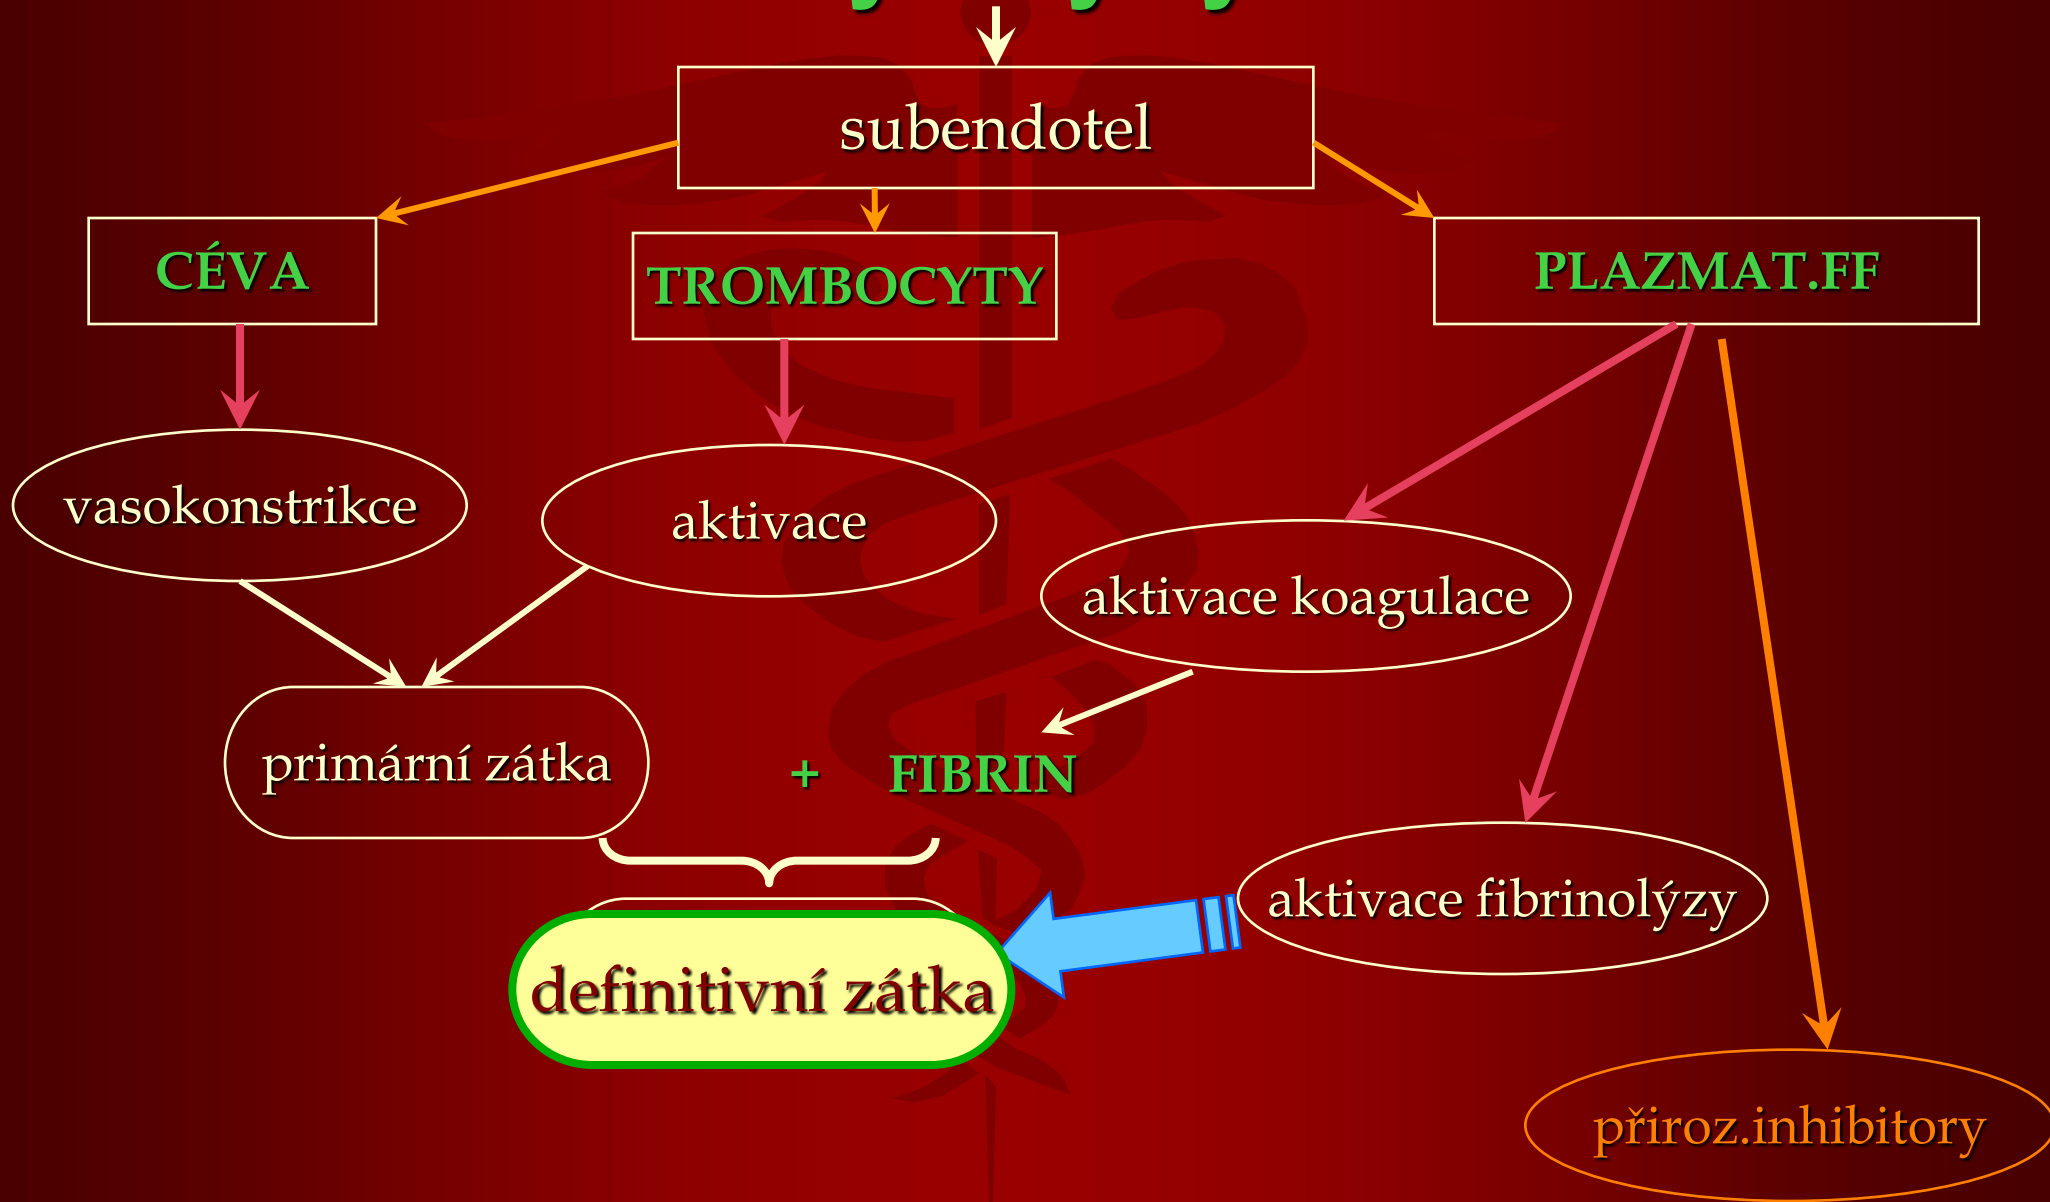 subendotel
CÉVA
TROMBOCYTY
PLAZMAT.FF
vasokonstrikce
aktivace
aktivace koagulace
primární zátka
+ FIBRIN
aktivace fibrinolýzy
definitivní zátka
přiroz.inhibitory